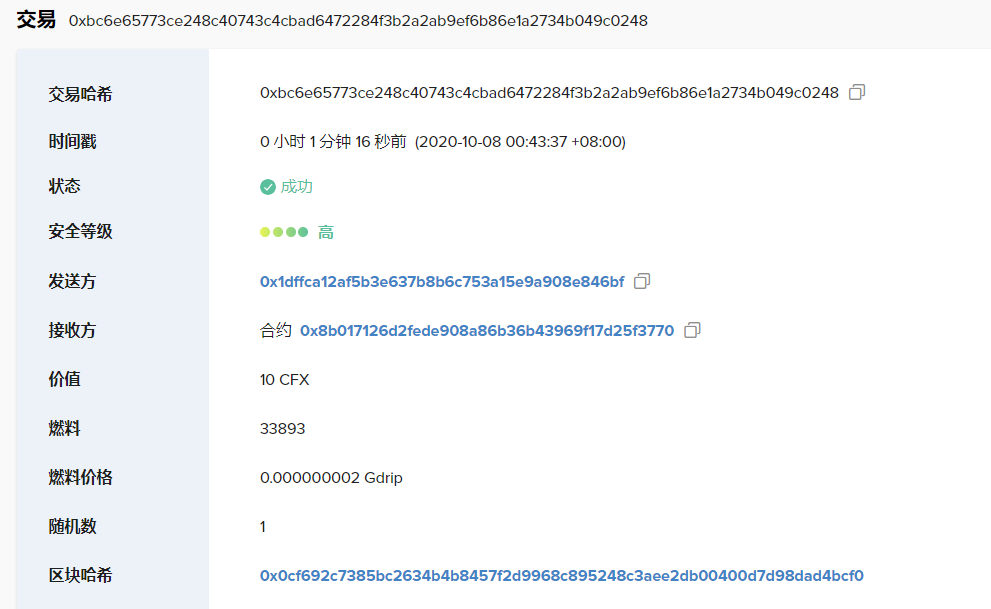 交易 0xbc6e65773ce248c40743c4cbad6472284f3b2a2ab9ef6b86e1a2734b049c0248
交易哈希 0xbc6e65773ce248c40743c4cbad6472284f3b2a2ab9ef6b86e1a2734b049c0248
时间戳 0 小时 1 分钟 16 秒前 (2020-10-08 00:43:37 +08:00)
状态 成功
安全等级 高
发送方 0x1dffca12af5b3e637b8b6c753a15e9a908e846bf
接收方 合约 0x8b017126d2fede908a86b36b43969f17d25f3770
价值 10 CFX
燃料 33893
燃料价格 0.000000002 Gdrip
随机数 1
区块哈希 0x0cf692c7385bc2634b4b8457f2d9968c895248c3aee2db00400d7d98dad4bcf0